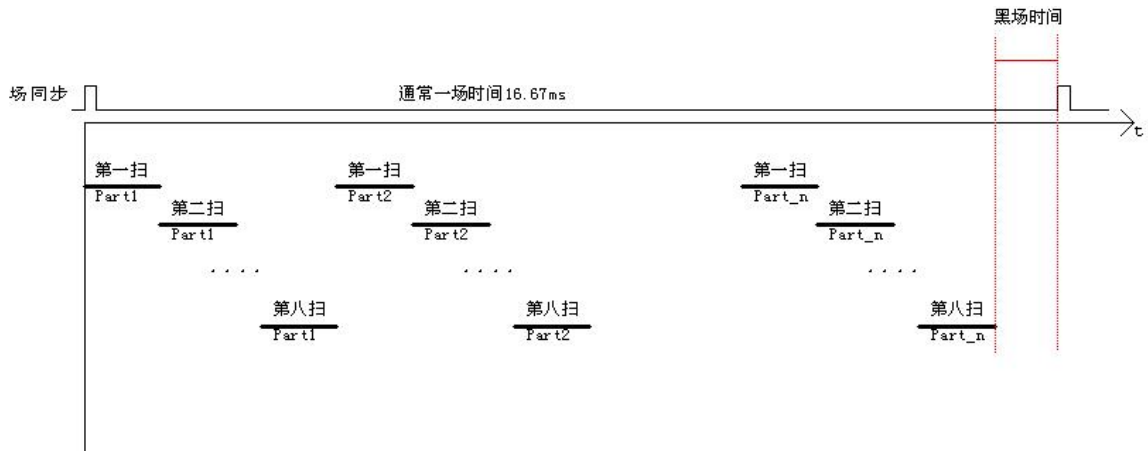 黑场时间
场同步
通常一场时间16.67ms
t
第一扫
Part1
第二扫
Part1
....
第八扫
Part1
第一扫
Part2
第二扫
Part2
....
第八扫
Part2
第一扫
Part_n
第二扫
Part_n
....
第八扫
Part_n